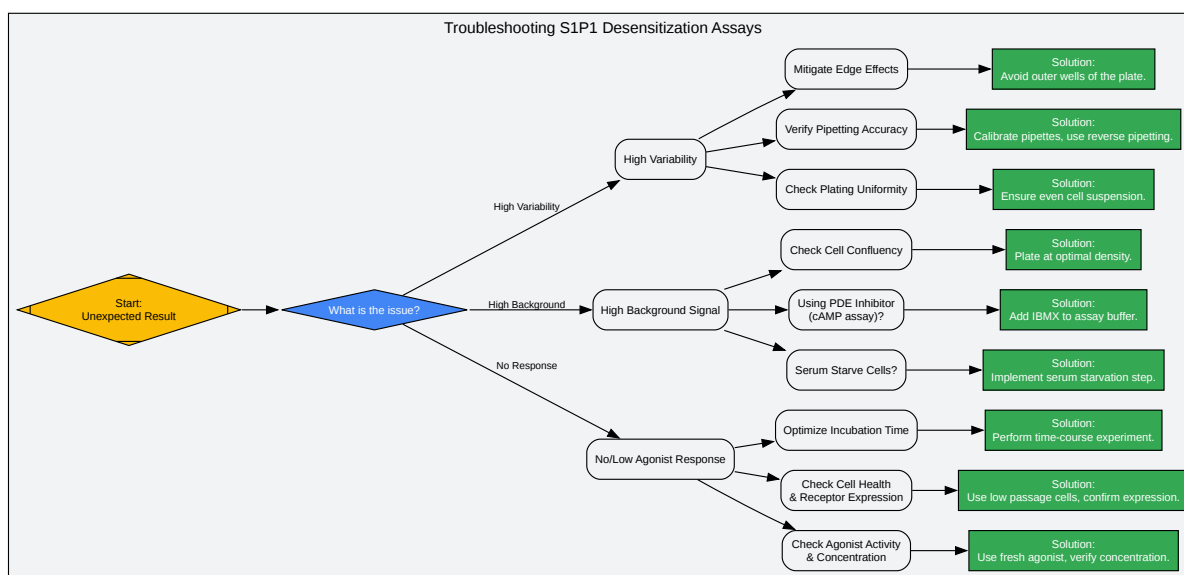 Troubleshooting S1P1 Desensitization Assays
Start:
Unexpected Result
What is the issue?
High Variability
High Background
No Response
High Variability
Mitigate Edge Effects
Solution:
Avoid outer wells of the plate.
Verify Pipetting Accuracy
Solution:
Calibrate pipettes, use reverse pipetting.
Check Plating Uniformity
Solution:
Ensure even cell suspension.
High Background Signal
Check Cell Confluency
Solution:
Plate at optimal density.
Using PDE Inhibitor
(cAMP assay)?
Solution:
Add IBMX to assay buffer.
Serum Starve Cells?
Solution:
Implement serum starvation step.
No/Low Agonist Response
Optimize Incubation Time
Solution:
Perform time-course experiment.
Check Cell Health
& Receptor Expression
Solution:
Use low passage cells, confirm expression.
Check Agonist Activity
& Concentration
Solution:
Use fresh agonist, verify concentration.